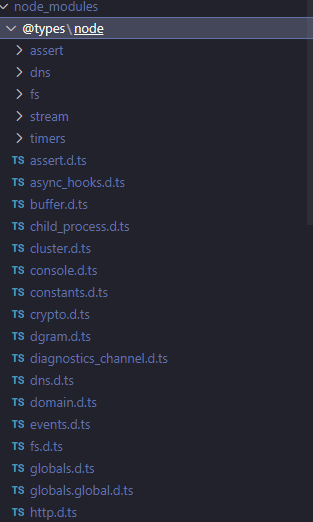 node_modules
@types\node
assert
dns
fs
stream
timers
TS assert.d.ts
TS async_hooks.d.ts
TS buffer.d.ts
TS child_process.d.ts
TS cluster.d.ts
TS console.d.ts
TS constants.d.ts
TS crypto.d.ts
TS dgram.d.ts
TS diagnostics_channel.d.ts
TS dns.d.ts
TS domain.d.ts
TS events.d.ts
TS fs.d.ts
TS globals.d.ts
TS globals.global.d.ts
TS http.d.ts